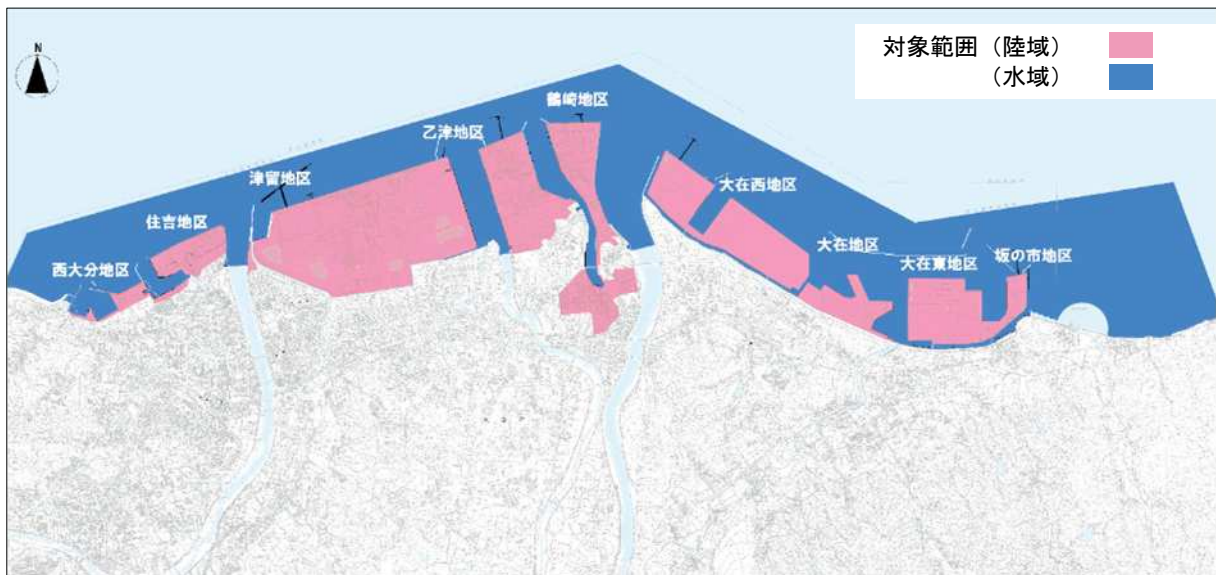 N
対象範囲（陸域）
（水域）
鶴崎地区
乙津地区
津留地区
大在西地区
住吉地区
大在地区
坂の市地区
大在東地区
西大分地区